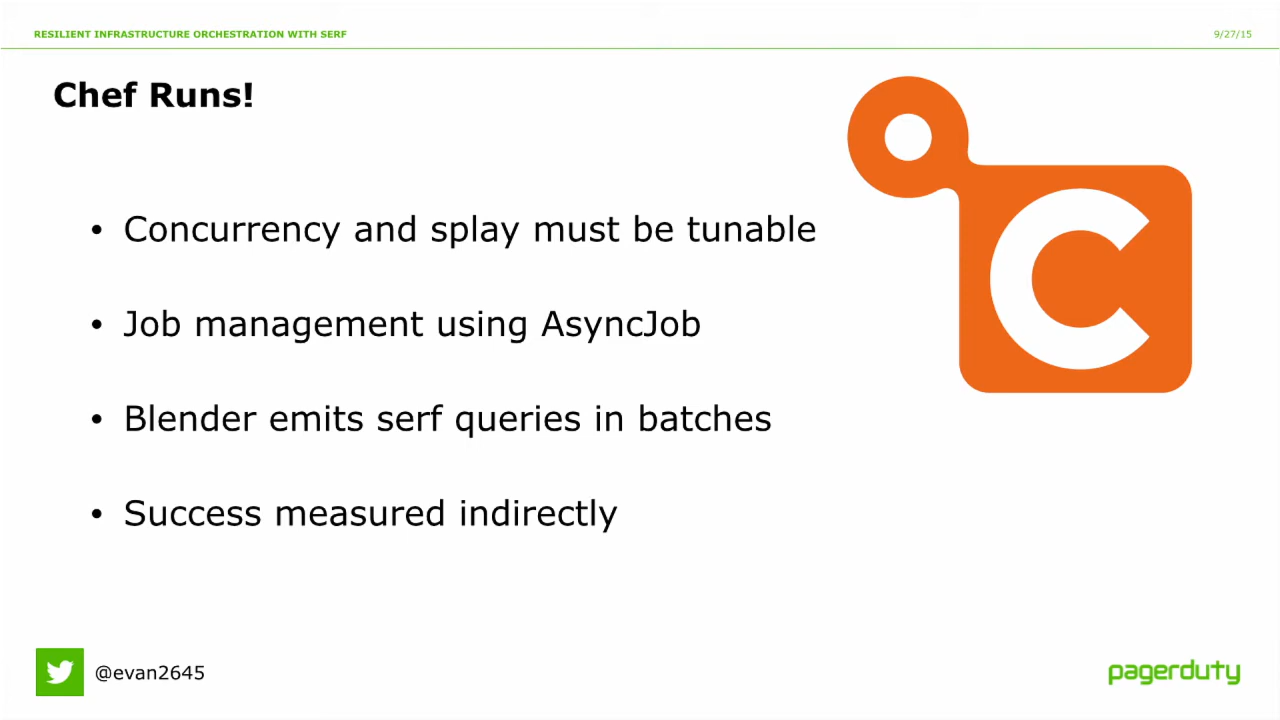 RESILIENT INFRASTRUCTURE ORCHESTRATION WITH SERF
9/27/15
Chef Runs!
• Concurrency and splay must be tunable
• Job management using AsyncJob
• Blender emits serf queries in batches
• Success measured indirectly
@evan2645
pagerduty